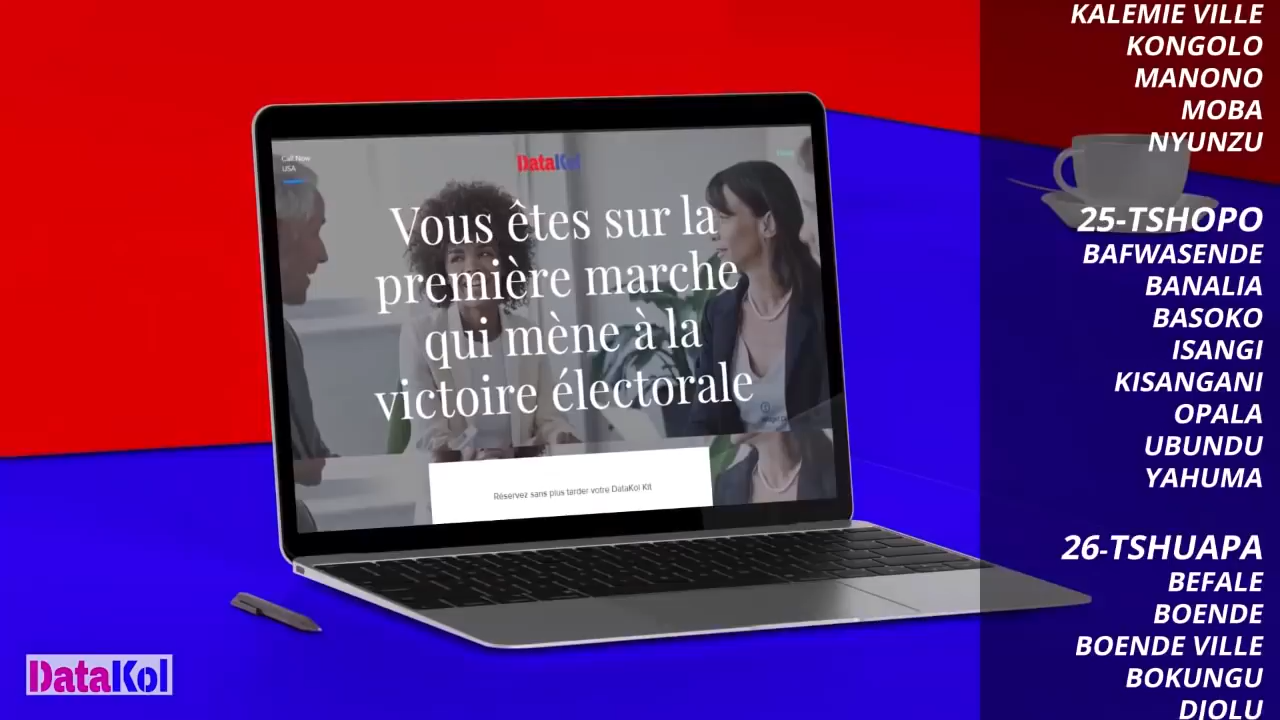 Call Now
USA
DataKol
Vous êtes sur la
première marche
qui mène à la
victoire électorale
Réservez sans plus tarder votre DataKol Kit
DataKol
KALEMIE VILLE
KONGOLO
MANONO
MOBA
NYUNZU
25-TSHOPO
BAFWASENDE
BANALIA
BASOKO
ISANGI
KISANGANI
OPALA
UBUNDU
YAHUMA
26-TSHUAPA
BEFALE
BOENDE
BOENDE VILLE
BOKUNGU
DJOLU